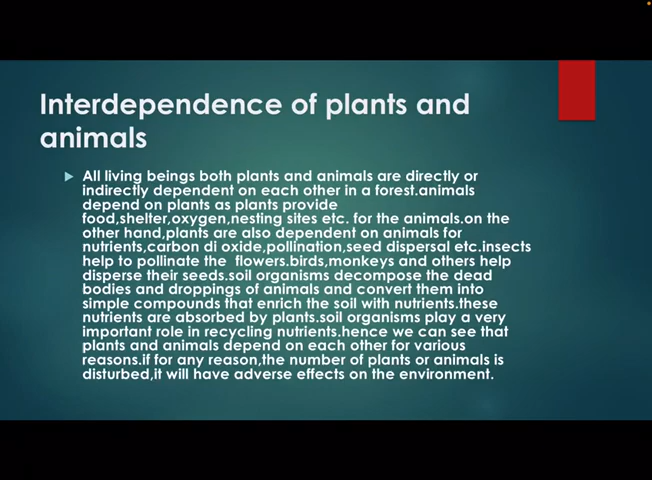 Interdependence of plants and
animals
All living beings both plants and animals are directly or
indirectly dependent on each other in a forest.animals
depend on plants as plants provide
food,shelter,oxygen,nesting sites etc. for the animals.on the
other hand,plants are also dependent on animals for
nutrients,carbon di oxide,pollination,seed dispersal etc.insects
help to pollinate the flowers.birds,monkeys and others help
disperse their seeds.soil organisms decompose the dead
bodies and droppings of animals and convert them into
simple compounds that enrich the soil with nutrients.these
nutrients are absorbed by plants.soil organisms play a very
important role in recycling nutrients.hence we can see that
plants and animals depend on each other for various
reasons.if for any reason,the number of plants or animals is
disturbed,it will have adverse effects on the environment.